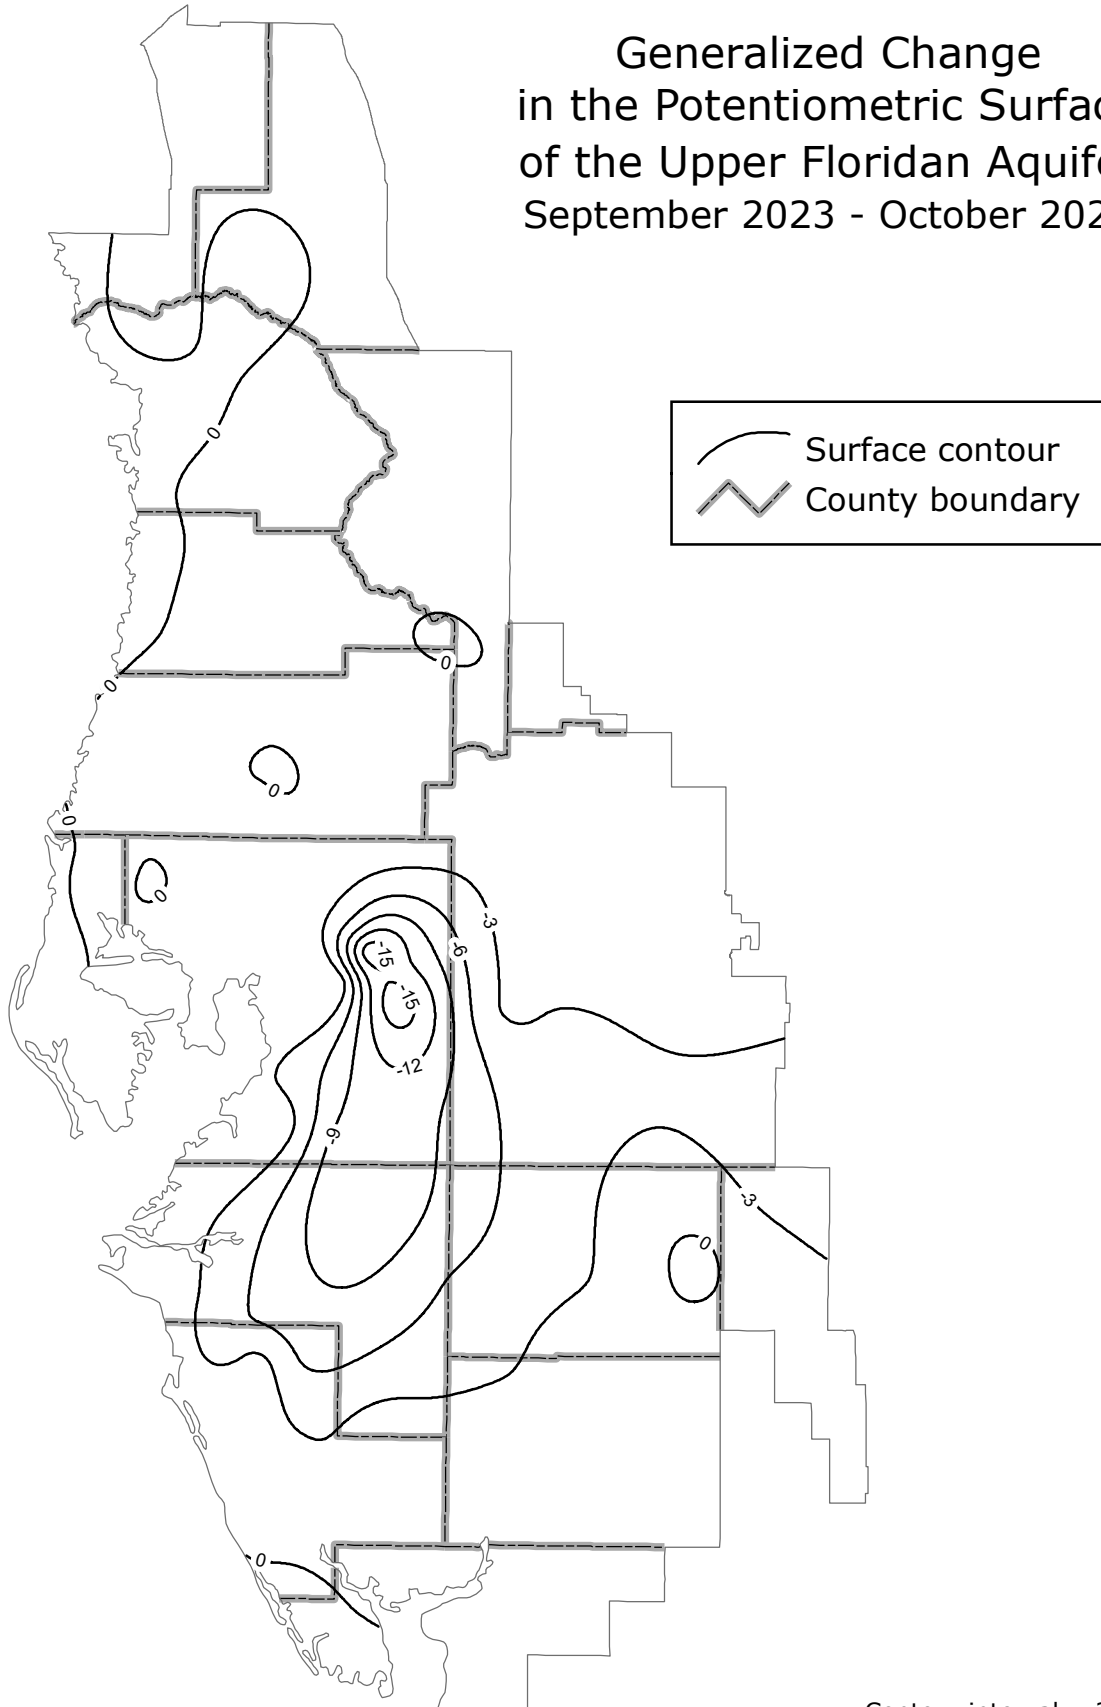 Generalized Change
in the Potentiometric Surfac
of the Upper Floridan Aquife
September 2023 - October 202
Surface contour
County boundary
0
0
0
0
0
0
-3
-6
-15
-15
-12
-9
-3
0
0